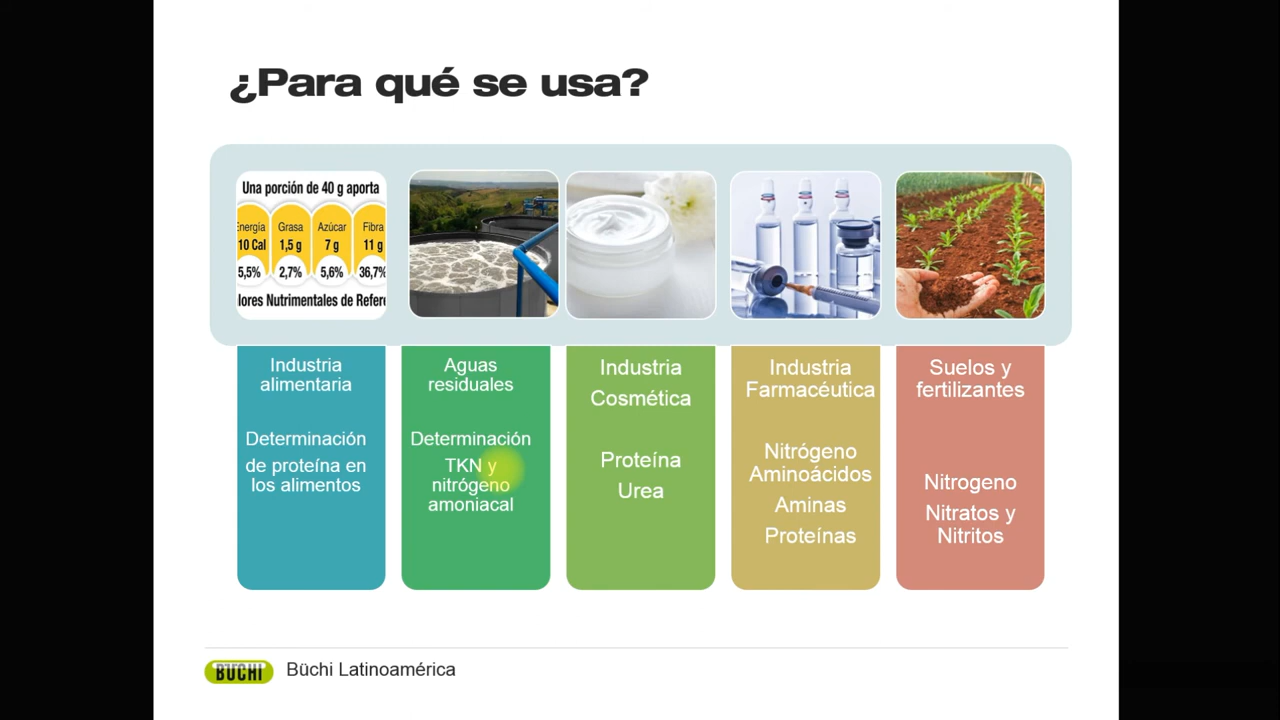 ¿Para qué se usa?
Una porción de 40 g aporta
Energía Grasa Azúcar Fibra
10 Cal 1,5 g 7 g 11 g
5,5% 2,7% 5,6% 36,7%
lores Nutrimentales de Refere
Industria
alimentaria
Determinación
de proteína en
los alimentos
Aguas
residuales
Determinación
TKN y
nitrógeno
amoniacal
Industria
Cosmética
Proteína
Urea
Industria
Farmacéutica
Nitrógeno
Aminoácidos
Aminas
Proteínas
Suelos y
fertilizantes
Nitrogeno
Nitratos y
Nitritos
BÜCHI
Büchi Latinoamérica